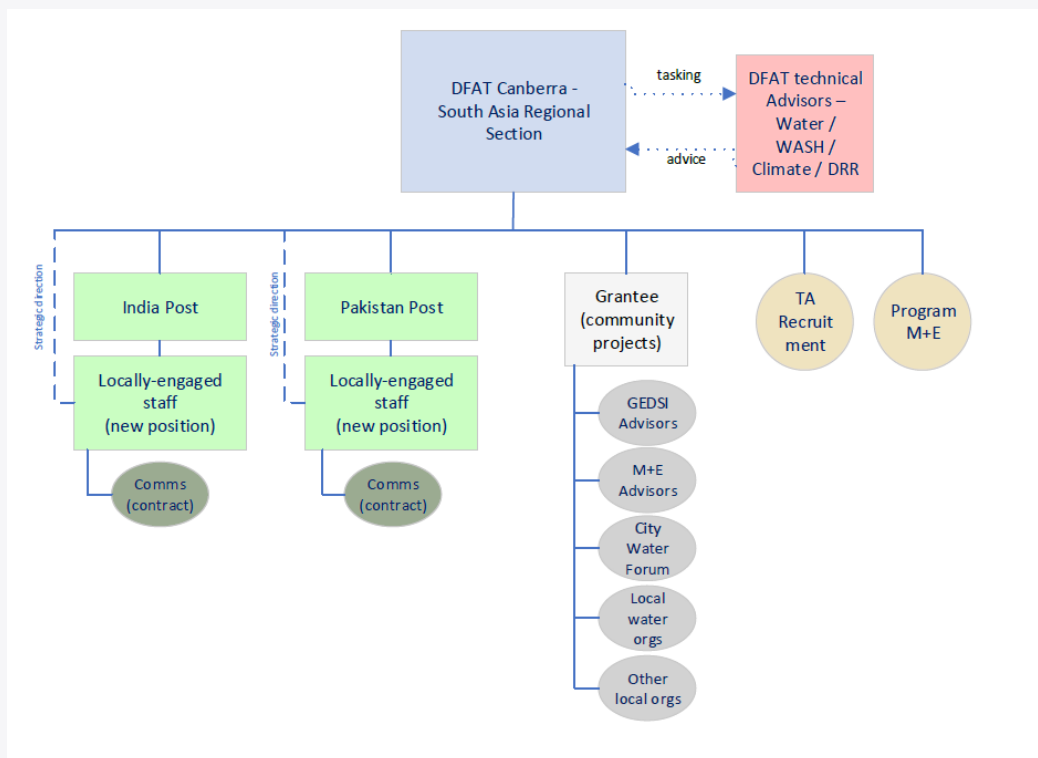 DFAT Canberra -
South Asia Regional
Section
tasking
advice
DFAT technical
Advisors –
Water /
WASH /
Climate / DRR
Strategic direction
India Post
Locally-engaged
staff
(new position)
Comms
(contract)
Strategic direction
Pakistan Post
Locally-engaged
staff
(new position)
Comms
(contract)
Grantee
(community
projects)
GEDSI
Advisors
M+E
Advisors
City
Water
Forum
Local
water
orgs
Other
local orgs
TA
Recruit
ment
Program
M+E